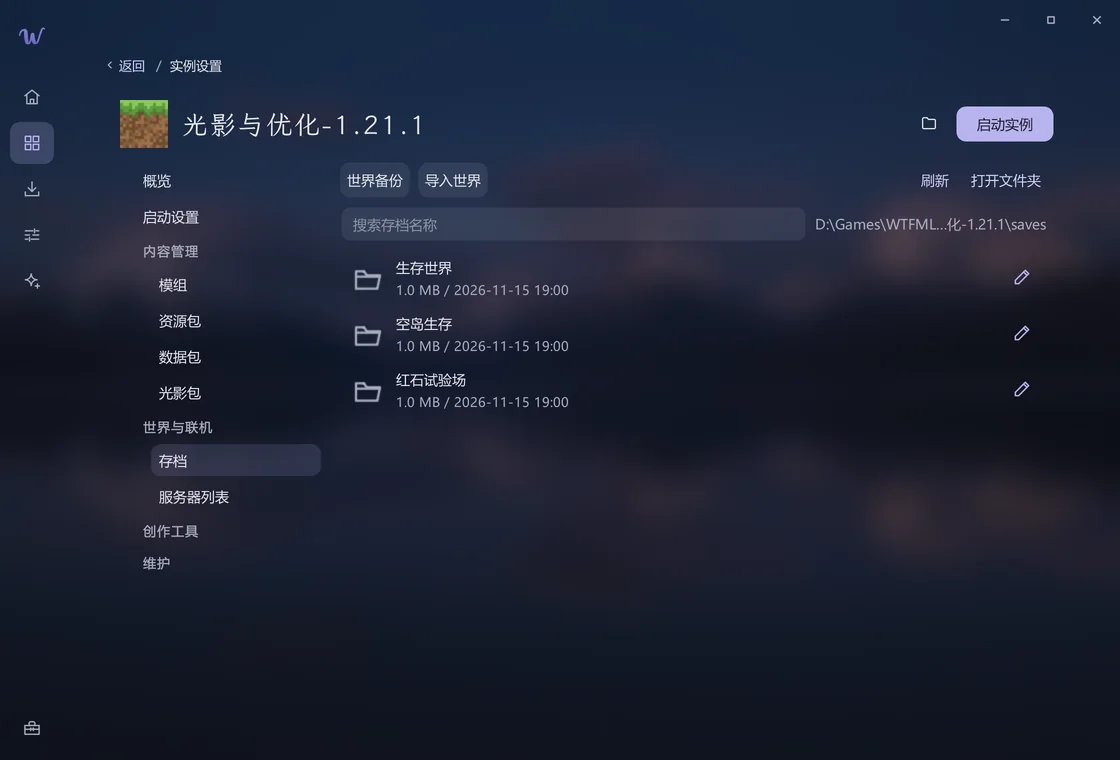 W
返回 / 实例设置
光影与优化-1.21.1
启动实例
概览
启动设置
内容管理
模组
资源包
数据包
光影包
世界与联机
存档
服务器列表
创作工具
维护
世界备份 导入世界 刷新 打开文件夹
搜索存档名称 D:\Games\WTFML...化-1.21.1\saves
生存世界
1.0 MB / 2026-11-15 19:00
空岛生存
1.0 MB / 2026-11-15 19:00
红石试验场
1.0 MB / 2026-11-15 19:00